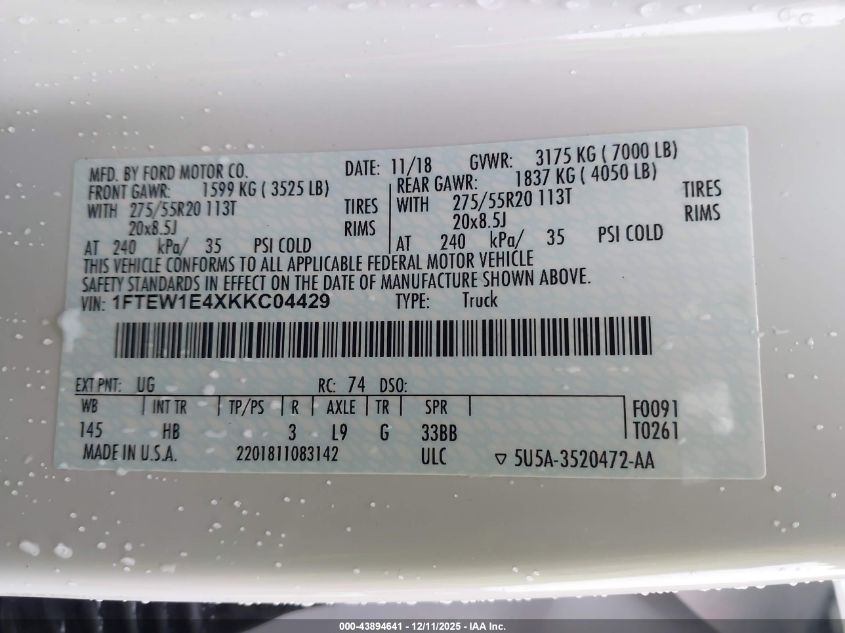 MFD. BY FORD MOTOR CO. DATE: 11/18 GVWR: 3175 KG ( 7000 LB)
FRONT GAWR: 1599 KG ( 3525 LB) REAR GAWR: 1837 KG ( 4050 LB)
WITH 275/55R20 113T TIRES WITH 275/55R20 113T TIRES
20x8.5J RIMS 20x8.5J RIMS
AT 240 kPa/ 35 PSI COLD AT 240 kPa/ 35 PSI COLD
THIS VEHICLE CONFORMS TO ALL APPLICABLE FEDERAL MOTOR VEHICLE
SAFETY STANDARDS IN EFFECT ON THE DATE OF MANUFACTURE SHOWN ABOVE.
VIN: 1FTEW1E4XKKC04429 TYPE: Truck
EXT PNT: UG RC: 74 DSO:
WB INT TR TP/PS R AXLE TR SPR F0091
145 HB 3 L9 G 33BB T0261
MADE IN U.S.A. 2201811083142 ULC ▽ 5U5A-3520472-AA
000-43894641 - 12/11/2025 - IAA Inc.